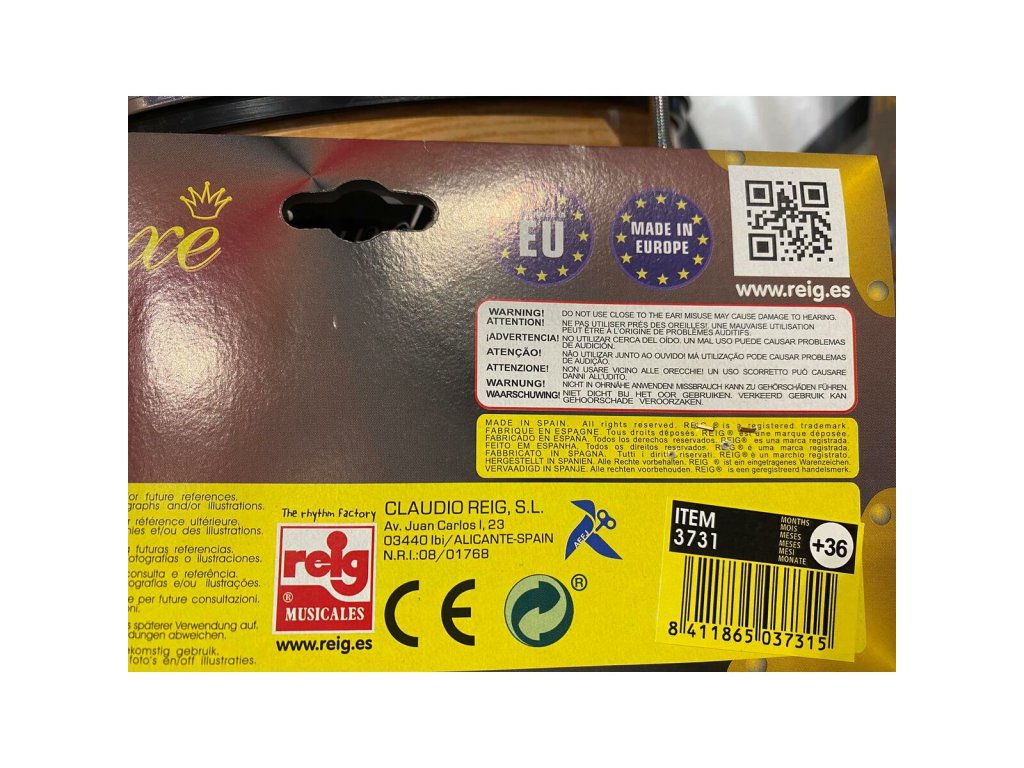 xe
EU
MADE IN
EUROPE
www.reig.es
WARNING! DO NOT USE CLOSE TO THE EAR! MISUSE MAY CAUSE DAMAGE TO HEARING.
ATTENTION! NE PAS UTILISER PRÈS DES OREILLES! UNE MAUVAISE UTILISATION
PEUT ÊTRE À L'ORIGINE DE PROBLÈMES AUDITIFS.
¡ADVERTENCIA! NO UTILIZAR CERCA DEL OÍDO. UN MAL USO PUEDE CAUSAR PROBLEMAS
DE AUDICIÓN.
ATENÇÃO! NÃO UTILIZAR JUNTO AO OUVIDO! MÁ UTILIZAÇÃO PODE CAUSAR PROBLEMAS
DE AUDIÇÃO.
ATTENZIONE! NON USARE VICINO ALLE ORECCHIE! UN USO SCORRETTO PUÒ CAUSARE
DANNI ALL'UDITO.
WARNUNG! NICHT IN OHRNÄHE ANWENDEN! MISSBRAUCH KANN ZU GEHÖRSCHÄDEN FÜHREN.
WAARSCHUWING! NIET DICHT BIJ HET OOR GEBRUIKEN. VERKEERD GEBRUIK KAN
GEHOORSCHADE VEROORZAKEN.
MADE IN SPAIN. All rights reserved. REIG ® is a registered trademark.
FABRIQUE EN ESPAGNE. Tous droits déposés. REIG ® est une marque déposée.
FABRICADO EN ESPAÑA. Todos los derechos reservados. REIG® es una marca registrada.
FEITO EM ESPANHA. Todos os direitos reservados. REIG® é uma marca registrada.
FABBRICATO IN SPAGNA. Tutti i diritti riservati. REIG® è un marchio registrato.
HERGESTELLT IN SPANIEN. Alle Rechte vorbehalten. REIG ® ist ein eingetragenes Warenzeichen.
VERVAARDIGD IN SPANJE. Alle rechten voorbehouden. REIG ® is een geregistreerd handelsmerk.
or future references.
graphs and/or illustrations.
référence ultérieure.
et/ou des illustrations.
futuras referencias.
otografías o ilustraciones.
consulta e referência.
ografias e/ou ilustrações.
e per future consultazioni.
ni.
späterer Verwendung auf.
dungen abweichen.
ekomstig gebruik.
foto's en/off illustraties.
The rhythm factory
reig
® MUSICALES
www.reig.es
CLAUDIO REIG, S.L.
Av. Juan Carlos I, 23
03440 Ibi/ALICANTE-SPAIN
N.R.I.:08/01768
AEFJ
CE
®
ITEM
3731
MONTHS
MOIS
MESES
MESES
MESI
MONATE
+36
8 411865 037315